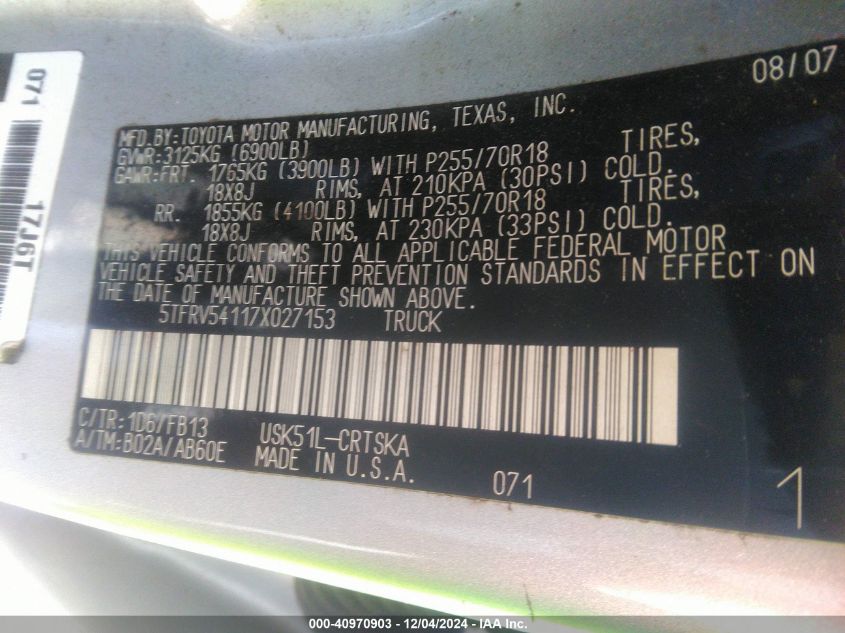 08/07
MFD.BY:TOYOTA MOTOR MANUFACTURING, TEXAS, INC.
GVWR:3125KG (6900LB)
GAWR:FRT. 1765KG (3900LB) WITH P255/70R18 TIRES,
18X8J RIMS, AT 210KPA (30PSI) COLD.
RR. 1855KG (4100LB) WITH P255/70R18 TIRES,
18X8J RIMS, AT 230KPA (33PSI) COLD.
THIS VEHICLE CONFORMS TO ALL APPLICABLE FEDERAL MOTOR
VEHICLE SAFETY AND THEFT PREVENTION STANDARDS IN EFFECT ON
THE DATE OF MANUFACTURE SHOWN ABOVE.
5TFRV54117X027153 TRUCK
C/TR:1D6/FB13 USK51L-CRTSKA
A/TM:B02A/AB60E MADE IN U.S.A. 071 1
071
17J6T
000-40970903 - 12/04/2024 - IAAI.com